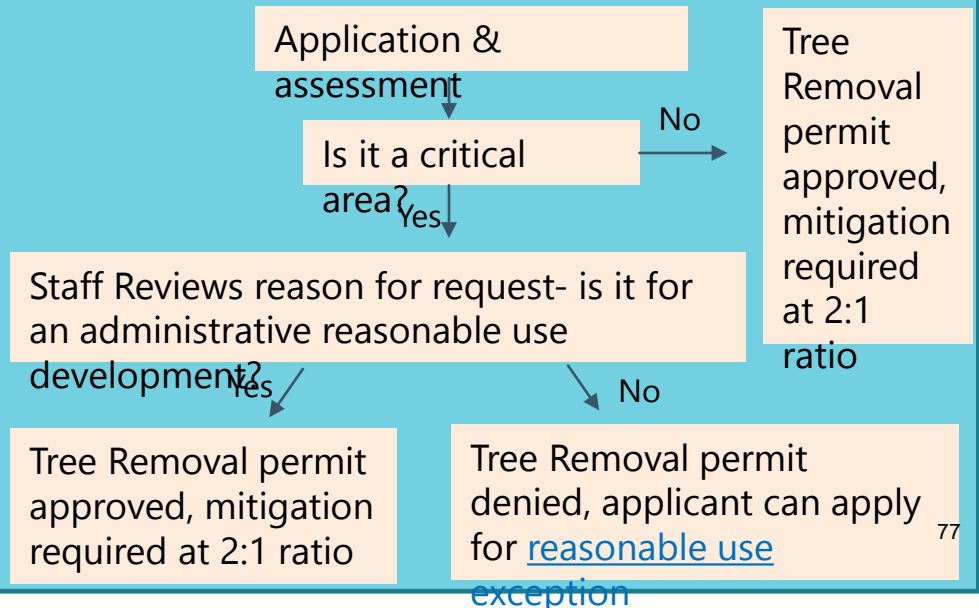 Application &
assessment
Is it a critical
area?
No
Tree
Removal
permit
approved,
mitigation
required
at 2:1
ratio
Yes
Staff Reviews reason for request- is it for
an administrative reasonable use
development?
Yes
No
Tree Removal permit
approved, mitigation
required at 2:1 ratio
Tree Removal permit
denied, applicant can apply
for reasonable use
exception
77